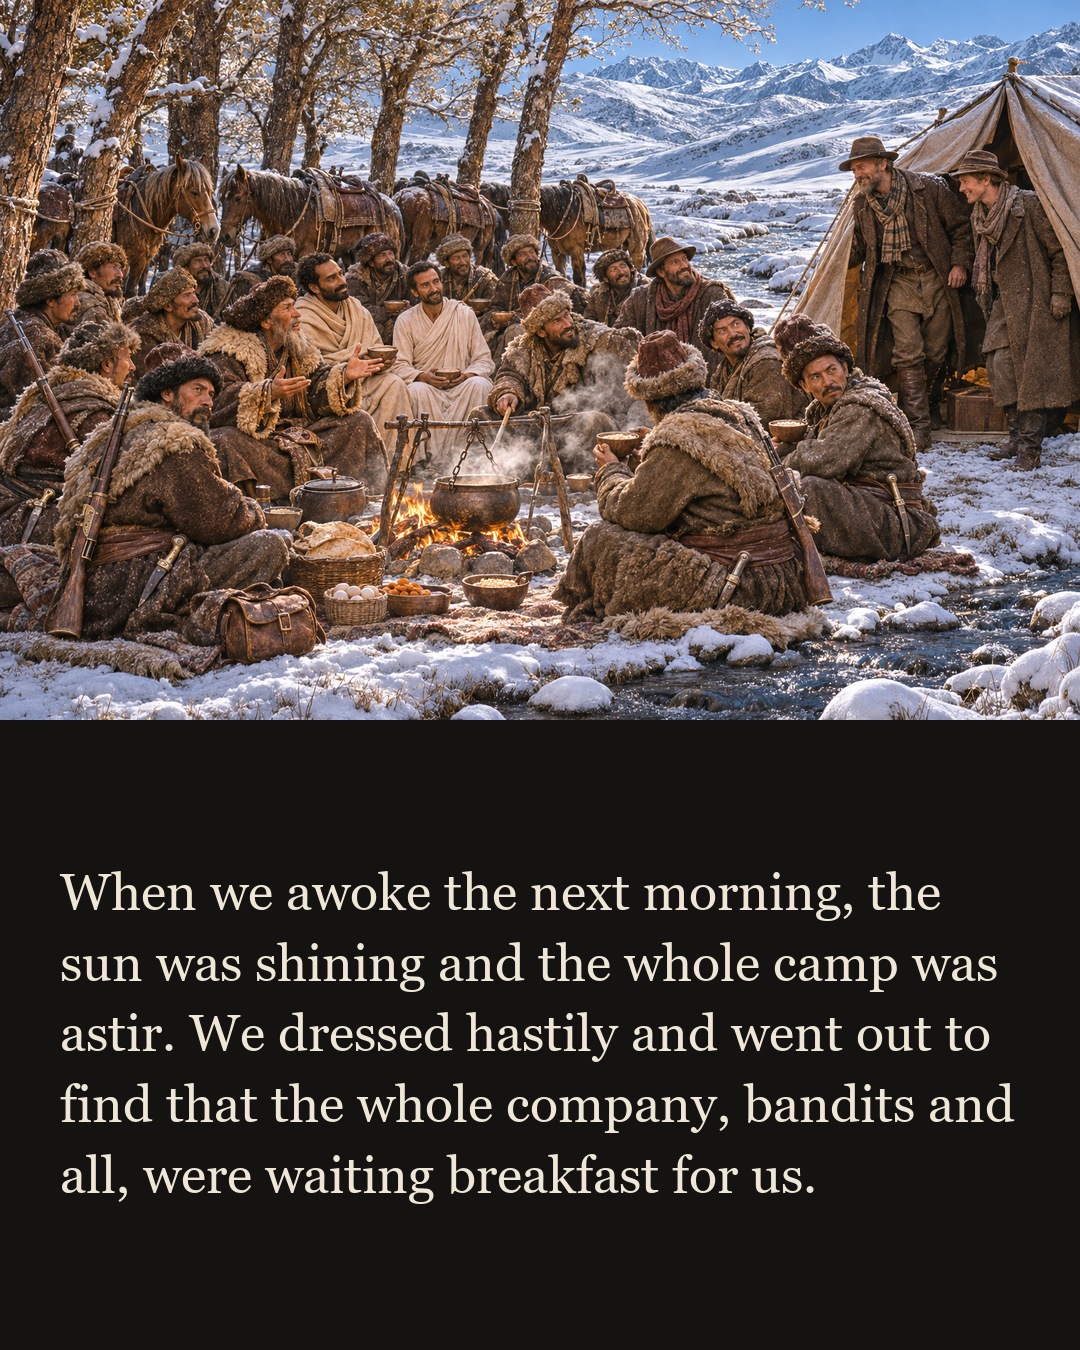 When we awoke the next morning, the
sun was shining and the whole camp was
astir. We dressed hastily and went out to
find that the whole company, bandits and
all, were waiting breakfast for us.